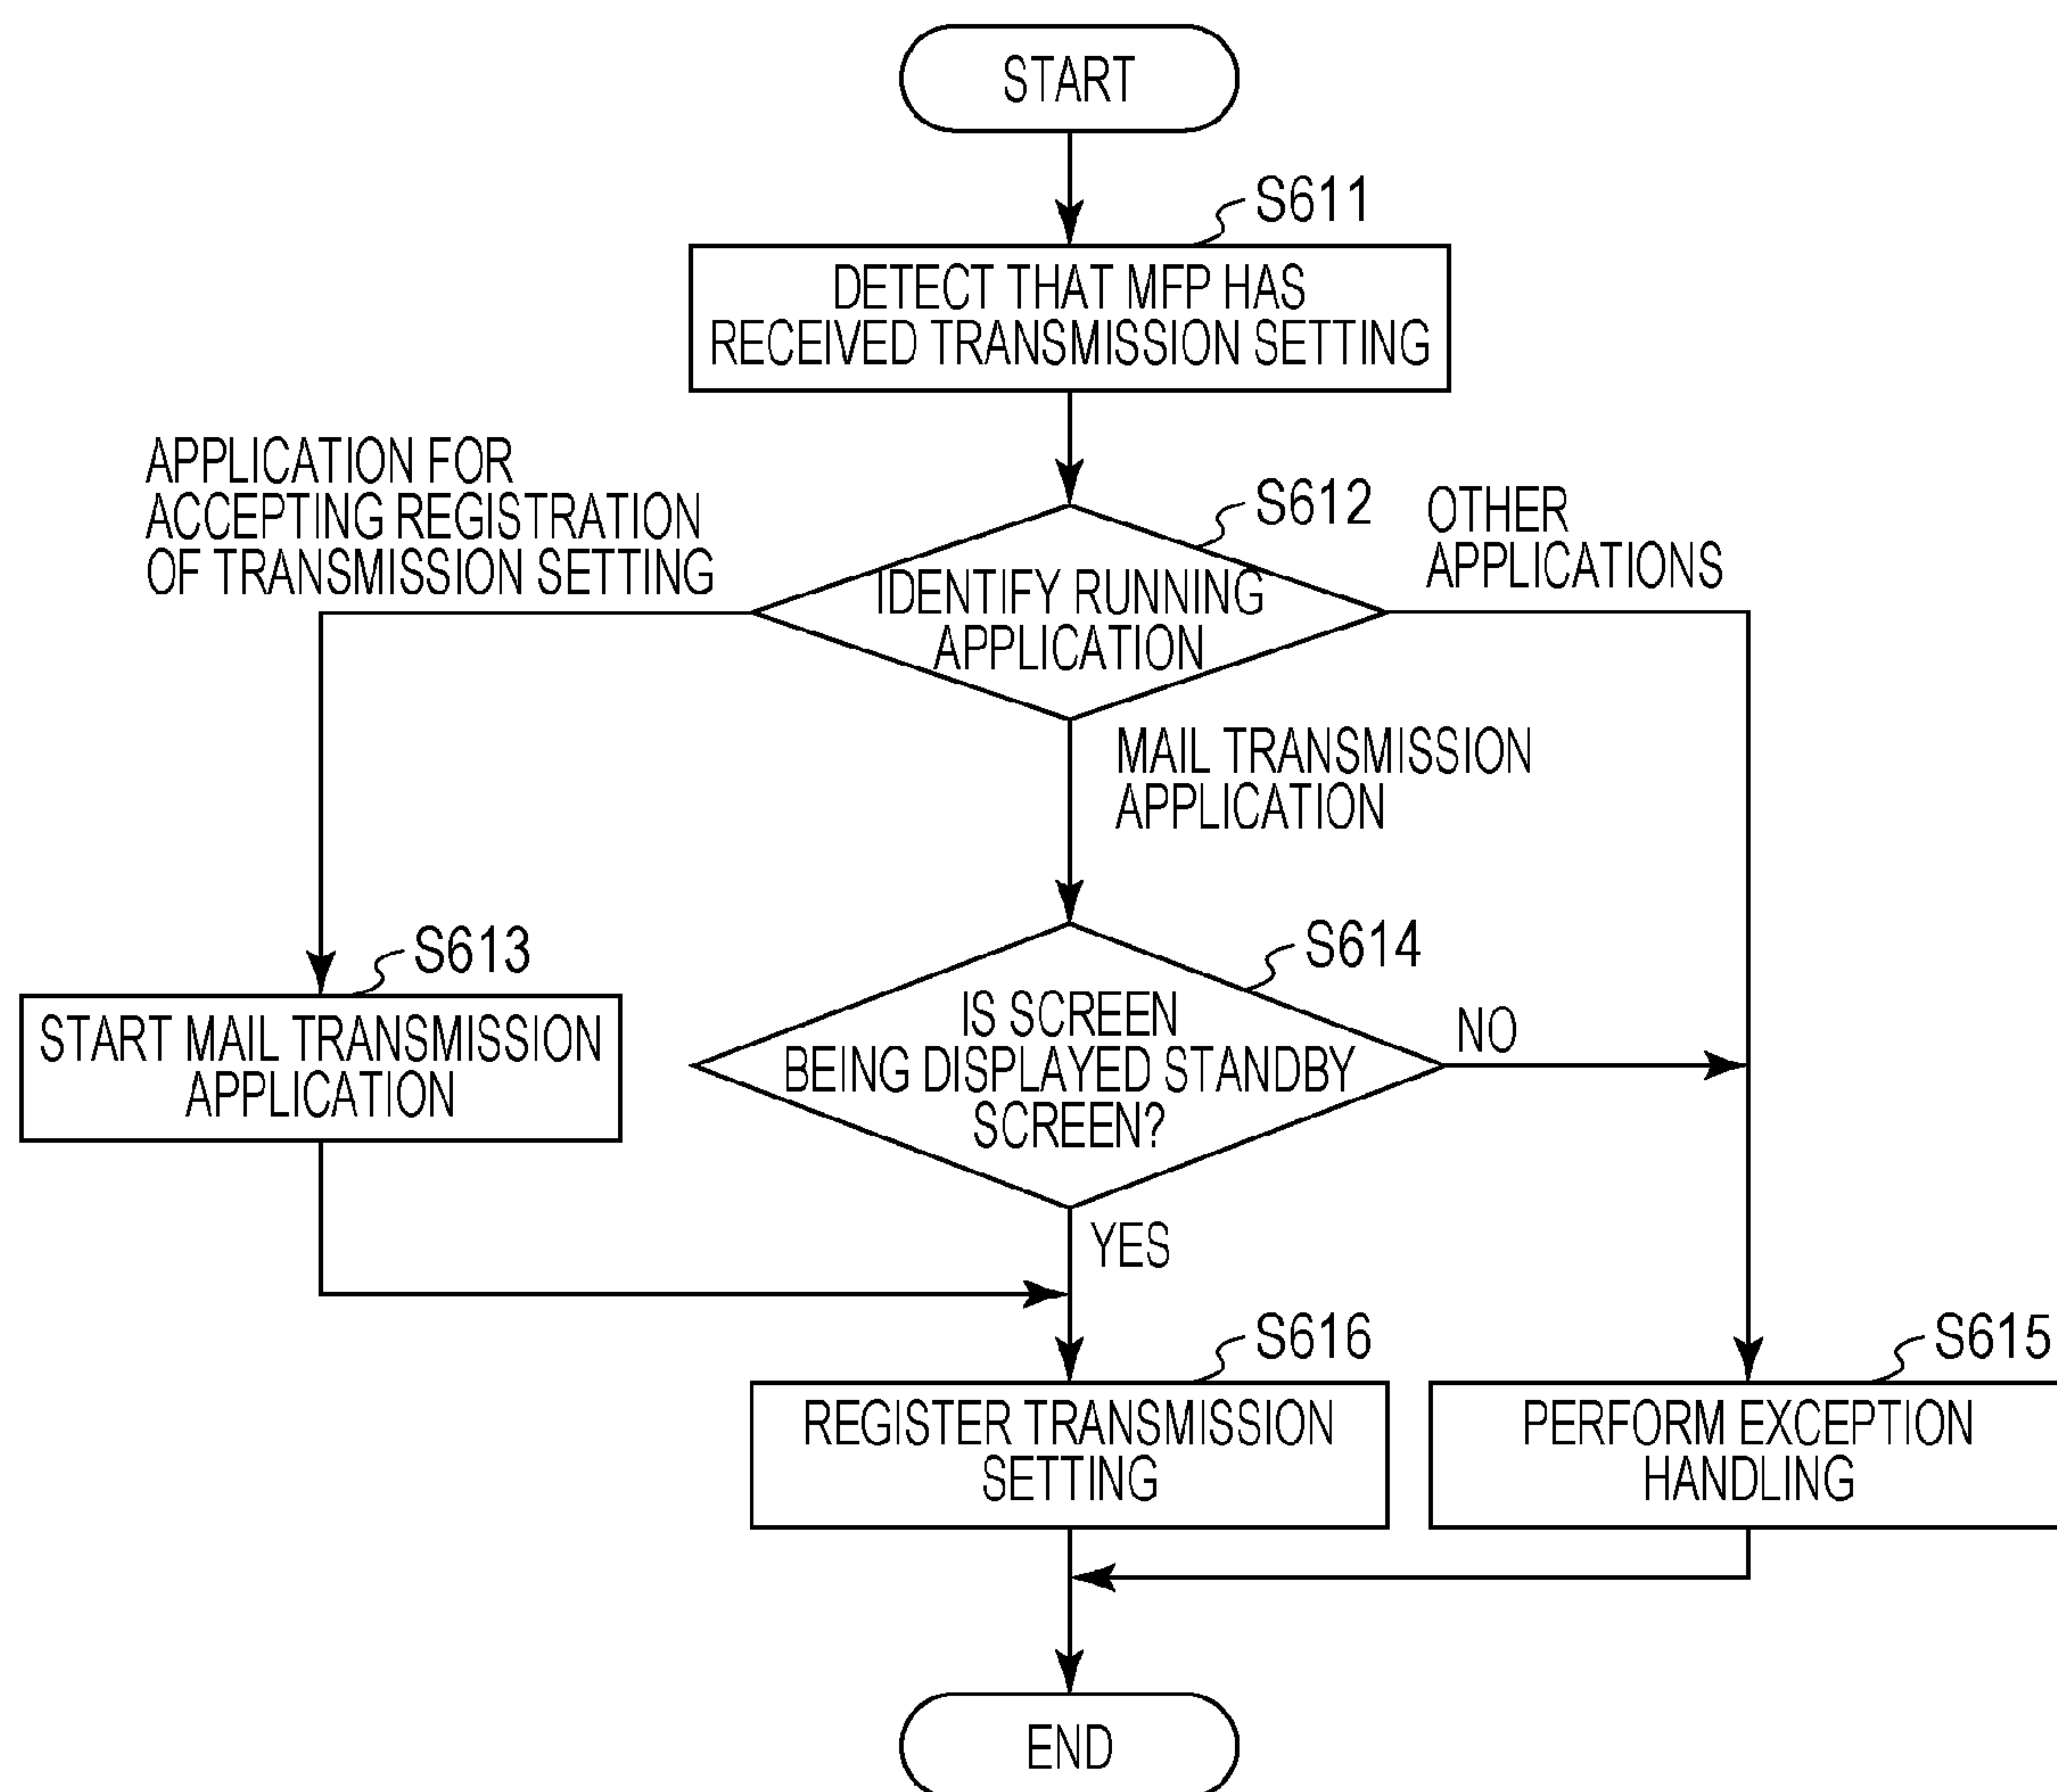 START
S611
DETECT THAT MFP HAS
RECEIVED TRANSMISSION SETTING
APPLICATION FOR
ACCEPTING REGISTRATION
OF TRANSMISSION SETTING
S612
OTHER
APPLICATIONS
IDENTIFY RUNNING
APPLICATION
MAIL TRANSMISSION
APPLICATION
S613
START MAIL TRANSMISSION
APPLICATION
S614
IS SCREEN
BEING DISPLAYED STANDBY
SCREEN?
NO
YES
S616
REGISTER TRANSMISSION
SETTING
S615
PERFORM EXCEPTION
HANDLING
END